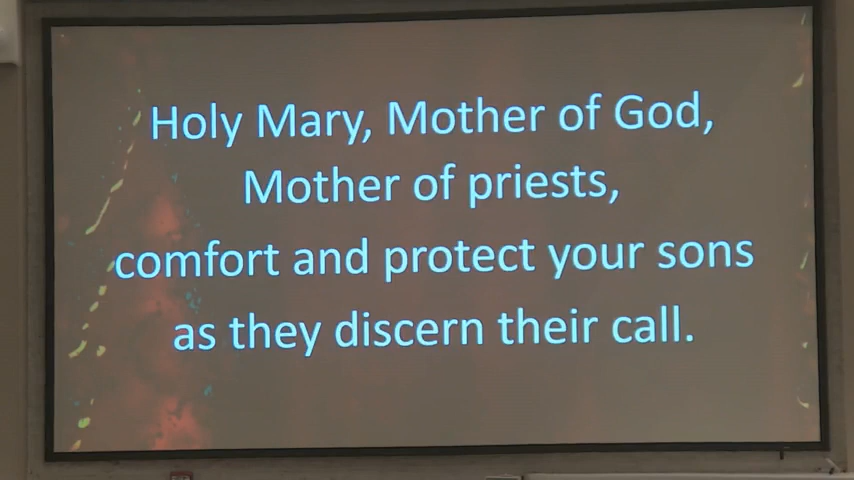 Holy Mary, Mother of God,
Mother of priests,
comfort and protect your sons
as they discern their call.